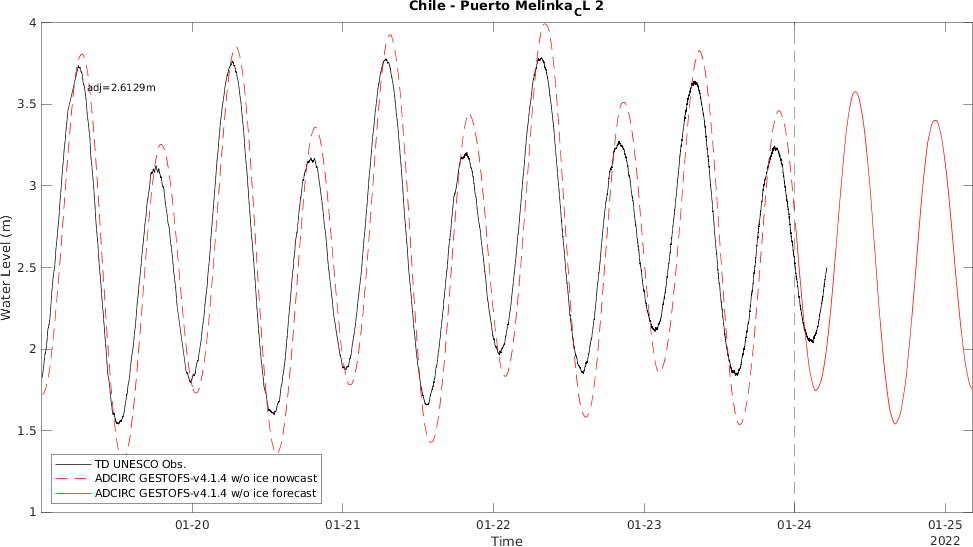 Chile - Puerto Melinka_CL 2
4
adj=2.6129m
3.5
3
Water Level (m)
2.5
2
1.5
1
TD UNESCO Obs.
ADCIRC GESTOFS-v4.1.4 w/o ice nowcast
ADCIRC GESTOFS-v4.1.4 w/o ice forecast
01-20 01-21 01-22 01-23 01-24 01-25
Time 2022